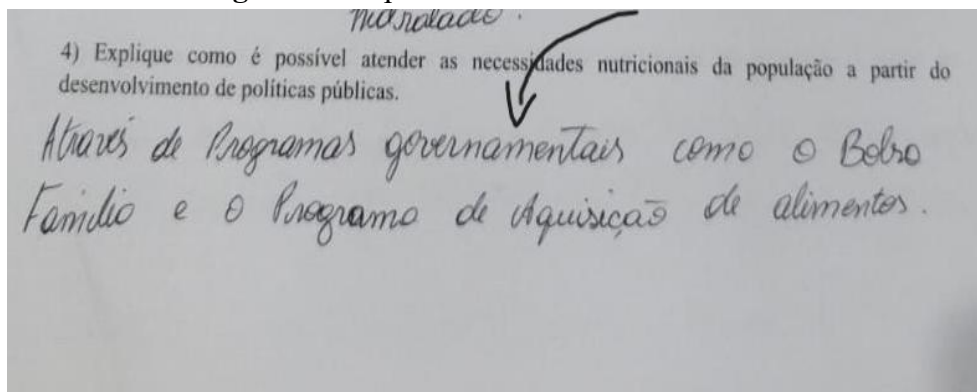 hidratado.
4) Explique como é possível atender as necessidades nutricionais da população a partir do
desenvolvimento de políticas públicas.
Através de Programas governamentais como o Bolsa
Familia e o Programa de Aquisição de alimentos.